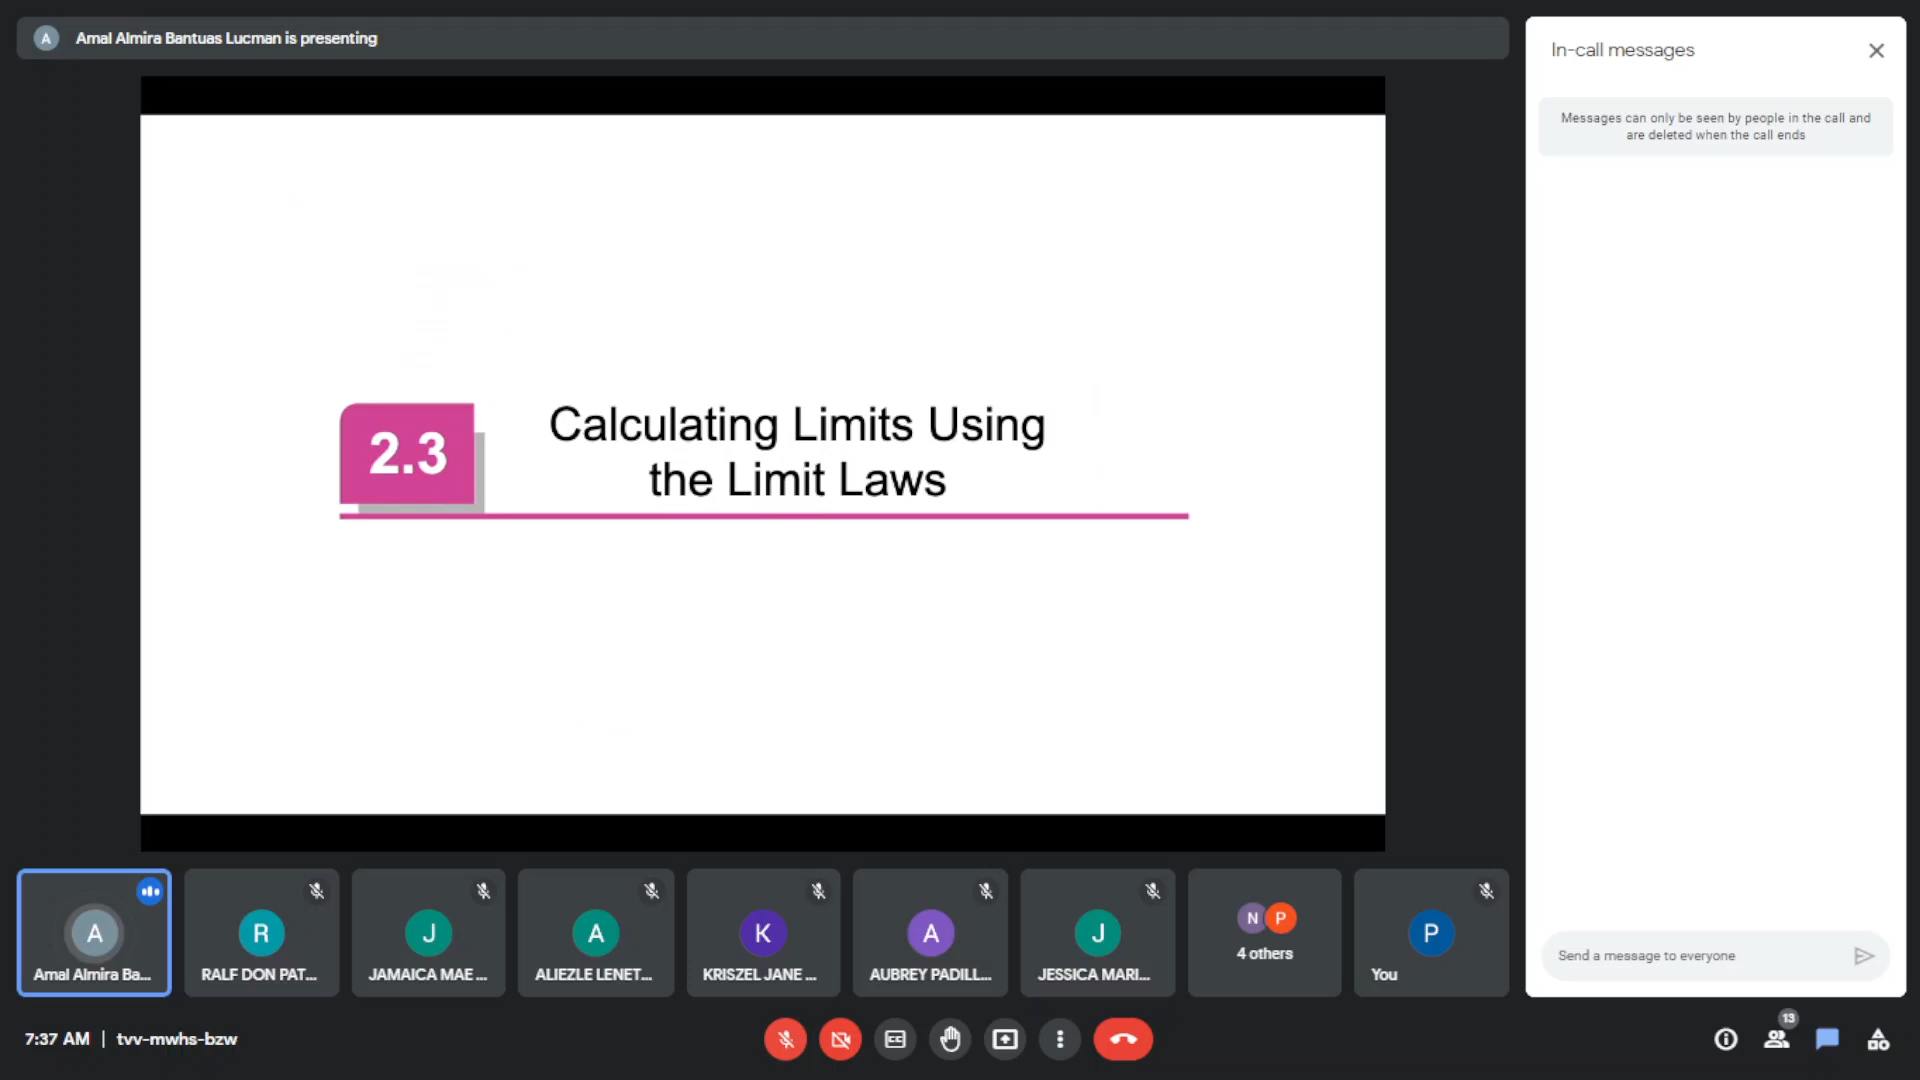 A Amal Almira Bantuas Lucman is presenting
In-call messages
Messages can only be seen by people in the call and
are deleted when the call ends
2.3
Calculating Limits Using
the Limit Laws
A
Amal Almira Ba...
R
RALF DON PAT...
J
JAMAICA MAE ...
A
ALIEZLE LENET...
K
KRISZEL JANE ...
A
AUBREY PADILL...
J
JESSICA MARI...
N P
4 others
P
You
Send a message to everyone
7:37 AM | tvv-mwhs-bzw
CC
13